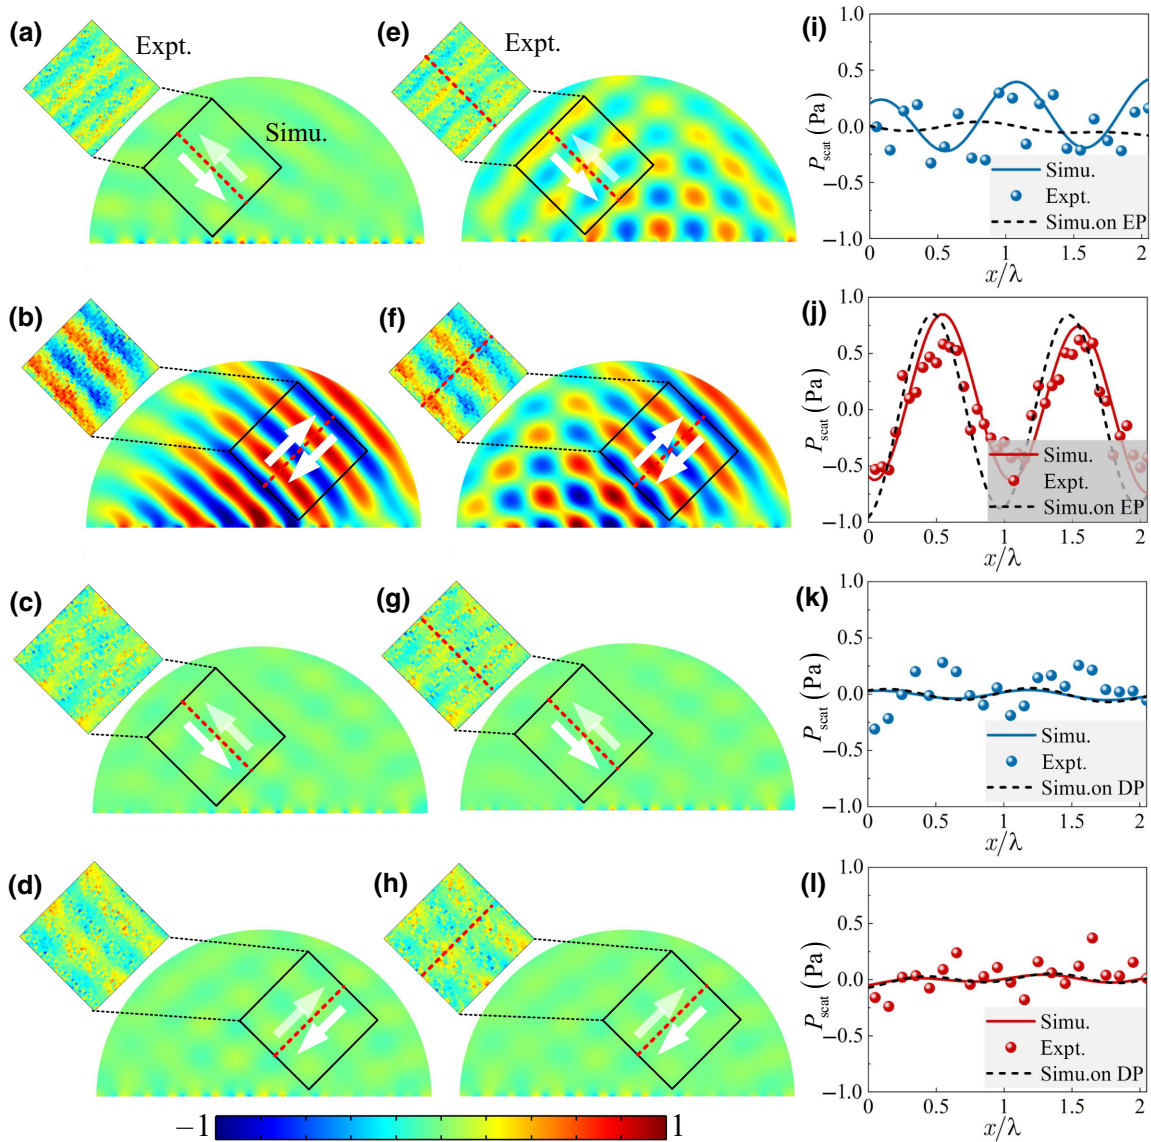 (a)
Expt.
Simu.
(e)
Expt.
(i)
1.0
0.5
0.0
−0.5
−1.0
P_scat (Pa)
Simu.
Expt.
Simu.on EP
0
0.5
1
1.5
2
x/λ
(b)
(f)
(j)
1.0
0.5
0.0
−0.5
−1.0
P_scat (Pa)
Simu.
Expt.
Simu.on EP
0
0.5
1
1.5
2
x/λ
(c)
(g)
(k)
1.0
0.5
0.0
−0.5
−1.0
P_scat (Pa)
Simu.
Expt.
Simu.on DP
0
0.5
1
1.5
2
x/λ
(d)
(h)
(l)
1.0
0.5
0.0
−0.5
−1.0
P_scat (Pa)
Simu.
Expt.
Simu.on DP
0
0.5
1
1.5
2
x/λ
−1
1